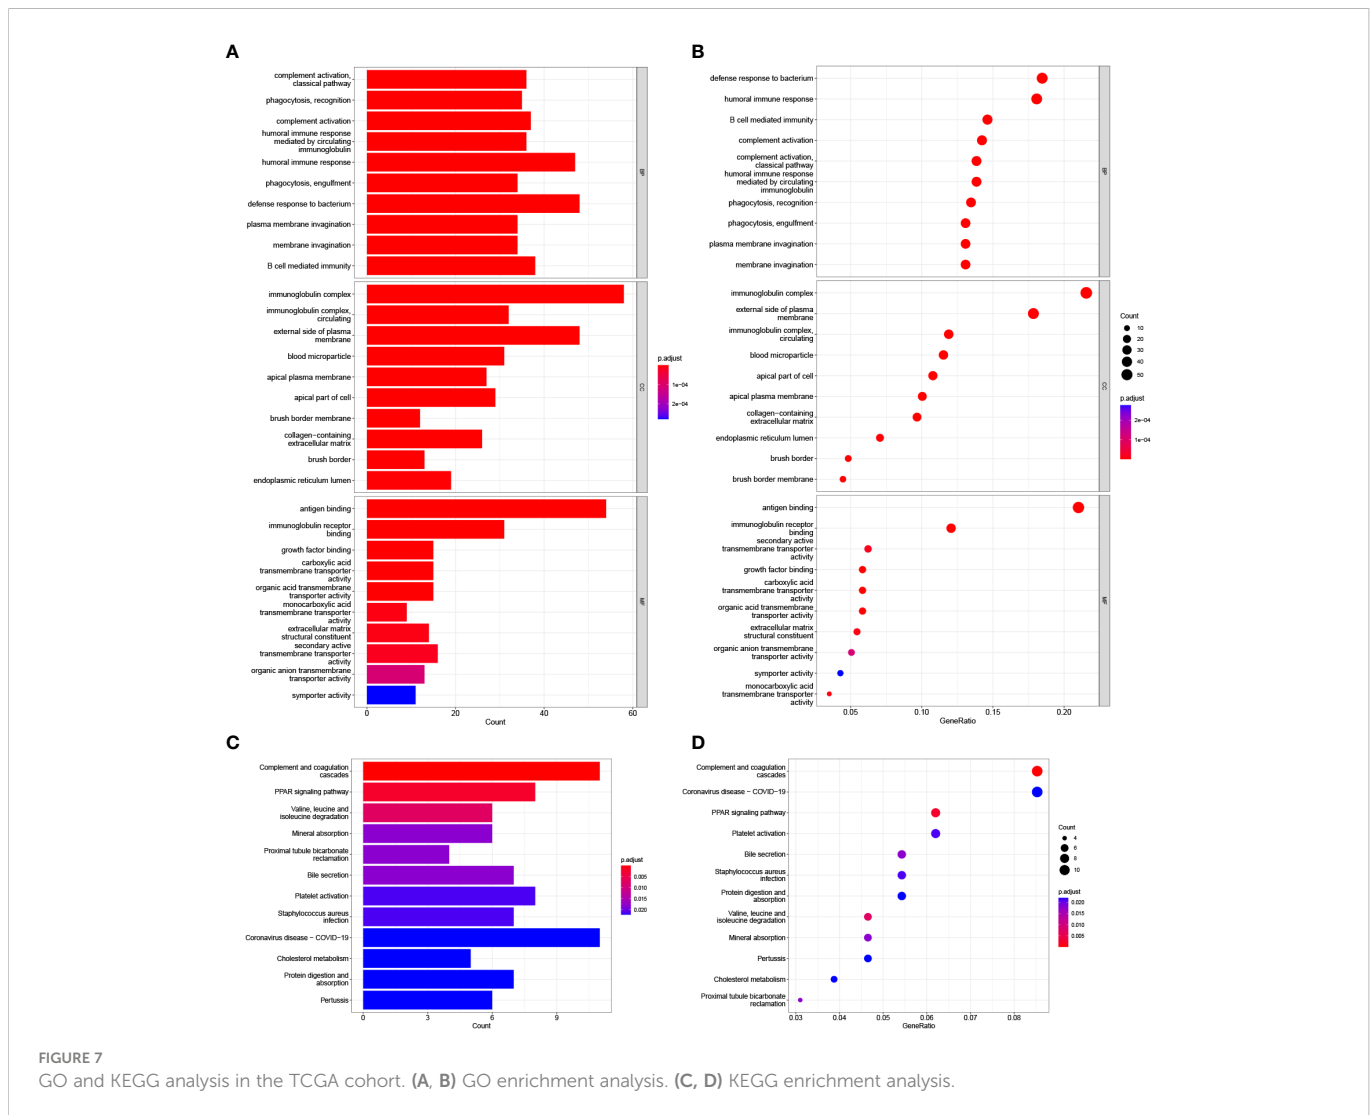 A
complement activation,
classical pathway
phagocytosis, recognition
complement activation
humoral immune response
mediated by circulating
immunoglobulin
humoral immune response
phagocytosis, engulfment
defense response to bacterium
plasma membrane invagination
membrane invagination
B cell mediated immunity
BP
immunoglobulin complex
immunoglobulin complex,
circulating
external side of plasma
membrane
blood microparticle
apical plasma membrane
apical part of cell
brush border membrane
collagen−containing
extracellular matrix
brush border
endoplasmic reticulum lumen
CC
antigen binding
immunoglobulin receptor
binding
growth factor binding
carboxylic acid
transmembrane transporter
activity
organic acid transmembrane
transporter activity
monocarboxylic acid
transmembrane transporter
activity
extracellular matrix
structural constituent
secondary active
transmembrane transporter
activity
organic anion transmembrane
transporter activity
symporter activity
MF
0 20 40 60
Count
p.adjust
1e−04
2e−04
B
defense response to bacterium
humoral immune response
B cell mediated immunity
complement activation
complement activation,
classical pathway
humoral immune response
mediated by circulating
immunoglobulin
phagocytosis, recognition
phagocytosis, engulfment
plasma membrane invagination
membrane invagination
BP
immunoglobulin complex
external side of plasma
membrane
immunoglobulin complex,
circulating
blood microparticle
apical part of cell
apical plasma membrane
collagen−containing
extracellular matrix
endoplasmic reticulum lumen
brush border
brush border membrane
CC
antigen binding
immunoglobulin receptor
binding
secondary active
transmembrane transporter
activity
growth factor binding
carboxylic acid
transmembrane transporter
activity
organic acid transmembrane
transporter activity
extracellular matrix
structural constituent
organic anion transmembrane
transporter activity
symporter activity
monocarboxylic acid
transmembrane transporter
activity
MF
0.05 0.10 0.15 0.20
GeneRatio
Count
10
20
30
40
50
p.adjust
2e−04
1e−04
C
Complement and coagulation
cascades
PPAR signaling pathway
Valine, leucine and
isoleucine degradation
Mineral absorption
Proximal tubule bicarbonate
reclamation
Bile secretion
Platelet activation
Staphylococcus aureus
infection
Coronavirus disease − COVID−19
Cholesterol metabolism
Protein digestion and
absorption
Pertussis
0 3 6 9
Count
p.adjust
0.005
0.010
0.015
0.020
D
Complement and coagulation
cascades
Coronavirus disease − COVID−19
PPAR signaling pathway
Platelet activation
Bile secretion
Staphylococcus aureus
infection
Protein digestion and
absorption
Valine, leucine and
isoleucine degradation
Mineral absorption
Pertussis
Cholesterol metabolism
Proximal tubule bicarbonate
reclamation
0.03 0.04 0.05 0.06 0.07 0.08
GeneRatio
Count
4
6
8
10
p.adjust
0.020
0.015
0.010
0.005
FIGURE 7
GO and KEGG analysis in the TCGA cohort. (A, B) GO enrichment analysis. (C, D) KEGG enrichment analysis.